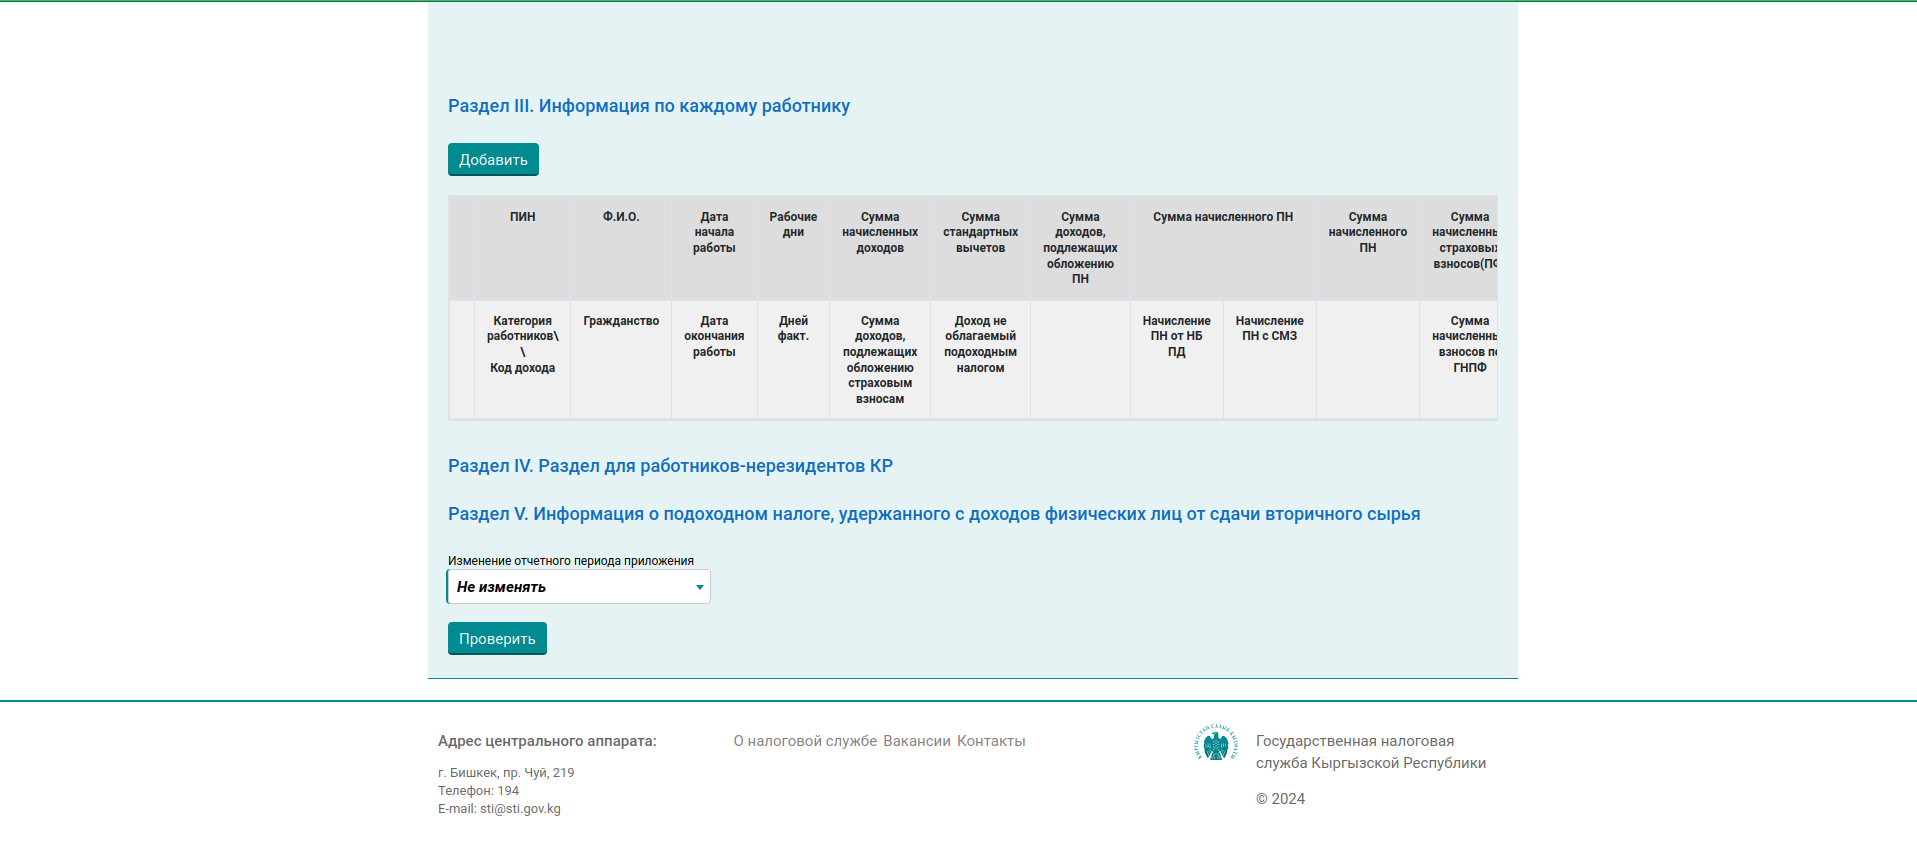 Раздел III. Информация по каждому работнику
Добавить
ПИН
Ф.И.О.
Дата
начала
работы
Рабочие
дни
Сумма
начисленных
доходов
Сумма
стандартных
вычетов
Сумма
доходов,
подлежащих
обложению
ПН
Сумма начисленного ПН
Сумма
начисленного
ПН
Сумма
начисленны
страховых
взносов(ПФ
Категория
работников\
\
Код дохода
Гражданство
Дата
окончания
работы
Дней
факт.
Сумма
доходов,
подлежащих
обложению
страховым
взносам
Доход не
облагаемый
подоходным
налогом
Начисление
ПН от НБ
ПД
Начисление
ПН с СМЗ
Сумма
начисленны
взносов по
ГНПФ
Раздел IV. Раздел для работников-нерезидентов КР
Раздел V. Информация о подоходном налоге, удержанного с доходов физических лиц от сдачи вторичного сырья
Изменение отчетного периода приложения
Не изменять
Проверить
Адрес центрального аппарата:
г. Бишкек, пр. Чуй, 219
Телефон: 194
E-mail: sti@sti.gov.kg
О налоговой службе Вакансии Контакты
Государственная налоговая
служба Кыргызской Республики
© 2024